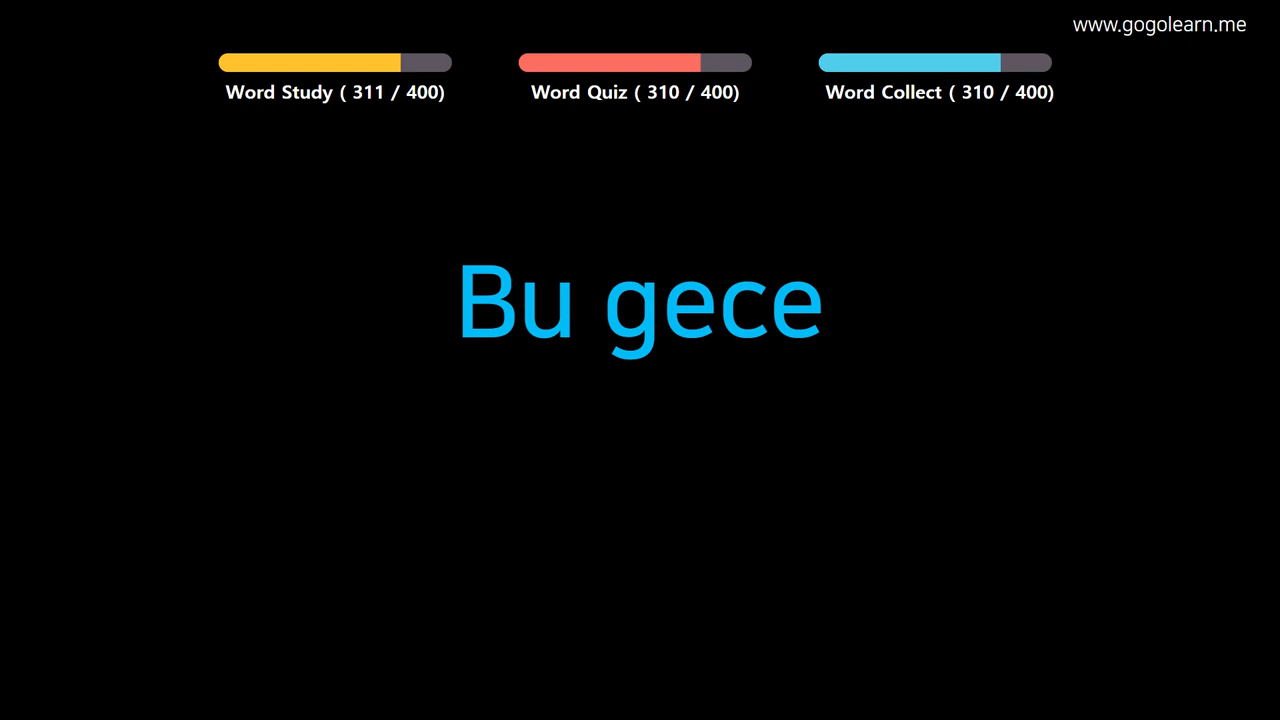 www.gogolearn.me
Word Study ( 311 / 400)
Word Quiz ( 310 / 400)
Word Collect ( 310 / 400)
Bu gece